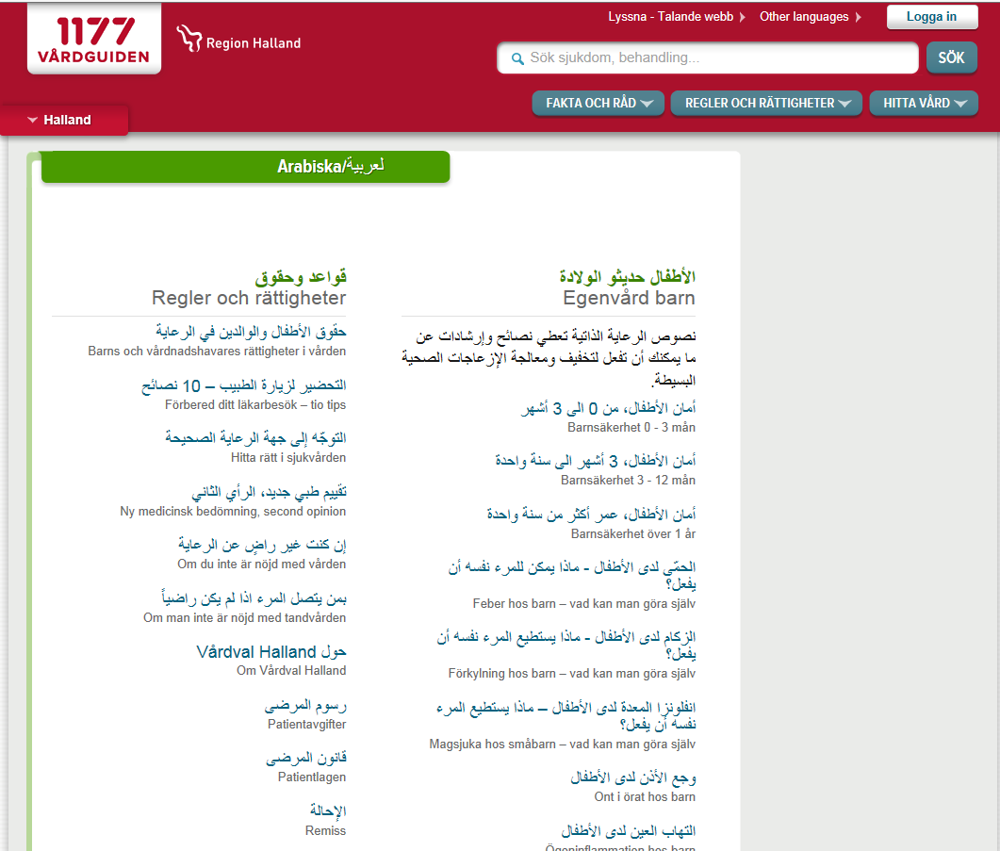 1177
VÅRDGUIDEN
Region Halland
Lyssna - Talande webb
Other languages
Logga in
Sök sjukdom, behandling...
SÖK
FAKTA OCH RÅD
REGLER OCH RÄTTIGHETER
HITTA VÅRD
Halland
Arabiska/لعربية
الأطفال حديثو الولادة
Egenvård barn
نصوص الرعاية الذاتية تعطي نصائح وإرشادات عن
ما يمكنك أن تفعل لتخفيف ومعالجة الإزعاجات الصحية
البسيطة.
أمان الأطفال، من 0 الى 3 أشهر
Barnsäkerhet 0 - 3 mån
أمان الأطفال، 3 أشهر الى سنة واحدة
Barnsäkerhet 3 - 12 mån
أمان الأطفال، عمر أكثر من سنة واحدة
Barnsäkerhet över 1 år
الحمّى لدى الأطفال - ماذا يمكن للمرء نفسه أن
يفعل؟
Feber hos barn – vad kan man göra själv
الزكام لدى الأطفال - ماذا يستطيع المرء نفسه أن
يفعل؟
Förkylning hos barn – vad kan man göra själv
انفلونزا المعدة لدى الأطفال – ماذا يستطيع المرء
نفسه أن يفعل؟
Magsjuka hos småbarn – vad kan man göra själv
وجع الأذن لدى الأطفال
Ont i örat hos barn
التهاب العين لدى الأطفال
Ögoninflammation hos barn
قواعد وحقوق
Regler och rättigheter
حقوق الأطفال والوالدين في الرعاية
Barns och vårdnadshavares rättigheter i vården
التحضير لزيارة الطبيب – 10 نصائح
Förbered ditt läkarbesök – tio tips
التوجّه إلى جهة الرعاية الصحيحة
Hitta rätt i sjukvården
تقييم طبي جديد، الرأي الثاني
Ny medicinsk bedömning, second opinion
إن كنت غير راضٍ عن الرعاية
Om du inte är nöjd med vården
بمن يتصل المرء اذا لم يكن راضياً
Om man inte är nöjd med tandvården
حول Vårdval Halland
Om Vårdval Halland
رسوم المرضى
Patientavgifter
قانون المرضى
Patientlagen
الإحالة
Remiss